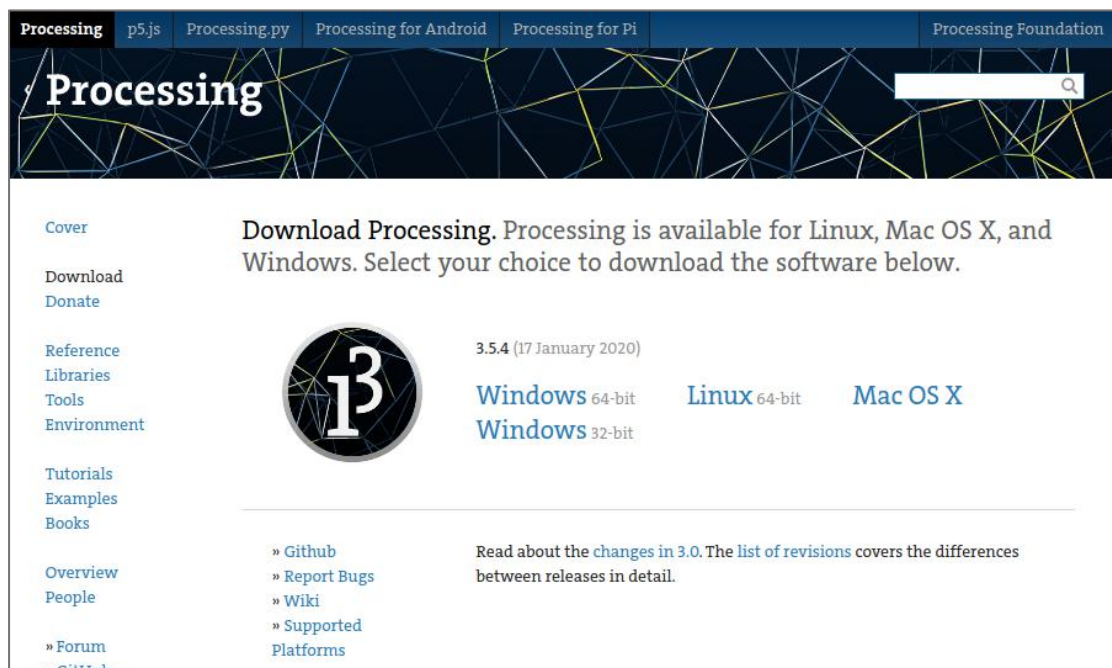 Processing p5.js Processing.py Processing for Android Processing for Pi Processing Foundation
Processing
Cover
Download
Donate
Reference
Libraries
Tools
Environment
Tutorials
Examples
Books
Overview
People
» Forum
Download Processing. Processing is available for Linux, Mac OS X, and
Windows. Select your choice to download the software below.
3.5.4 (17 January 2020)
Windows 64-bit Linux 64-bit Mac OS X
Windows 32-bit
» Github
» Report Bugs
» Wiki
» Supported
Platforms
Read about the changes in 3.0. The list of revisions covers the differences
between releases in detail.